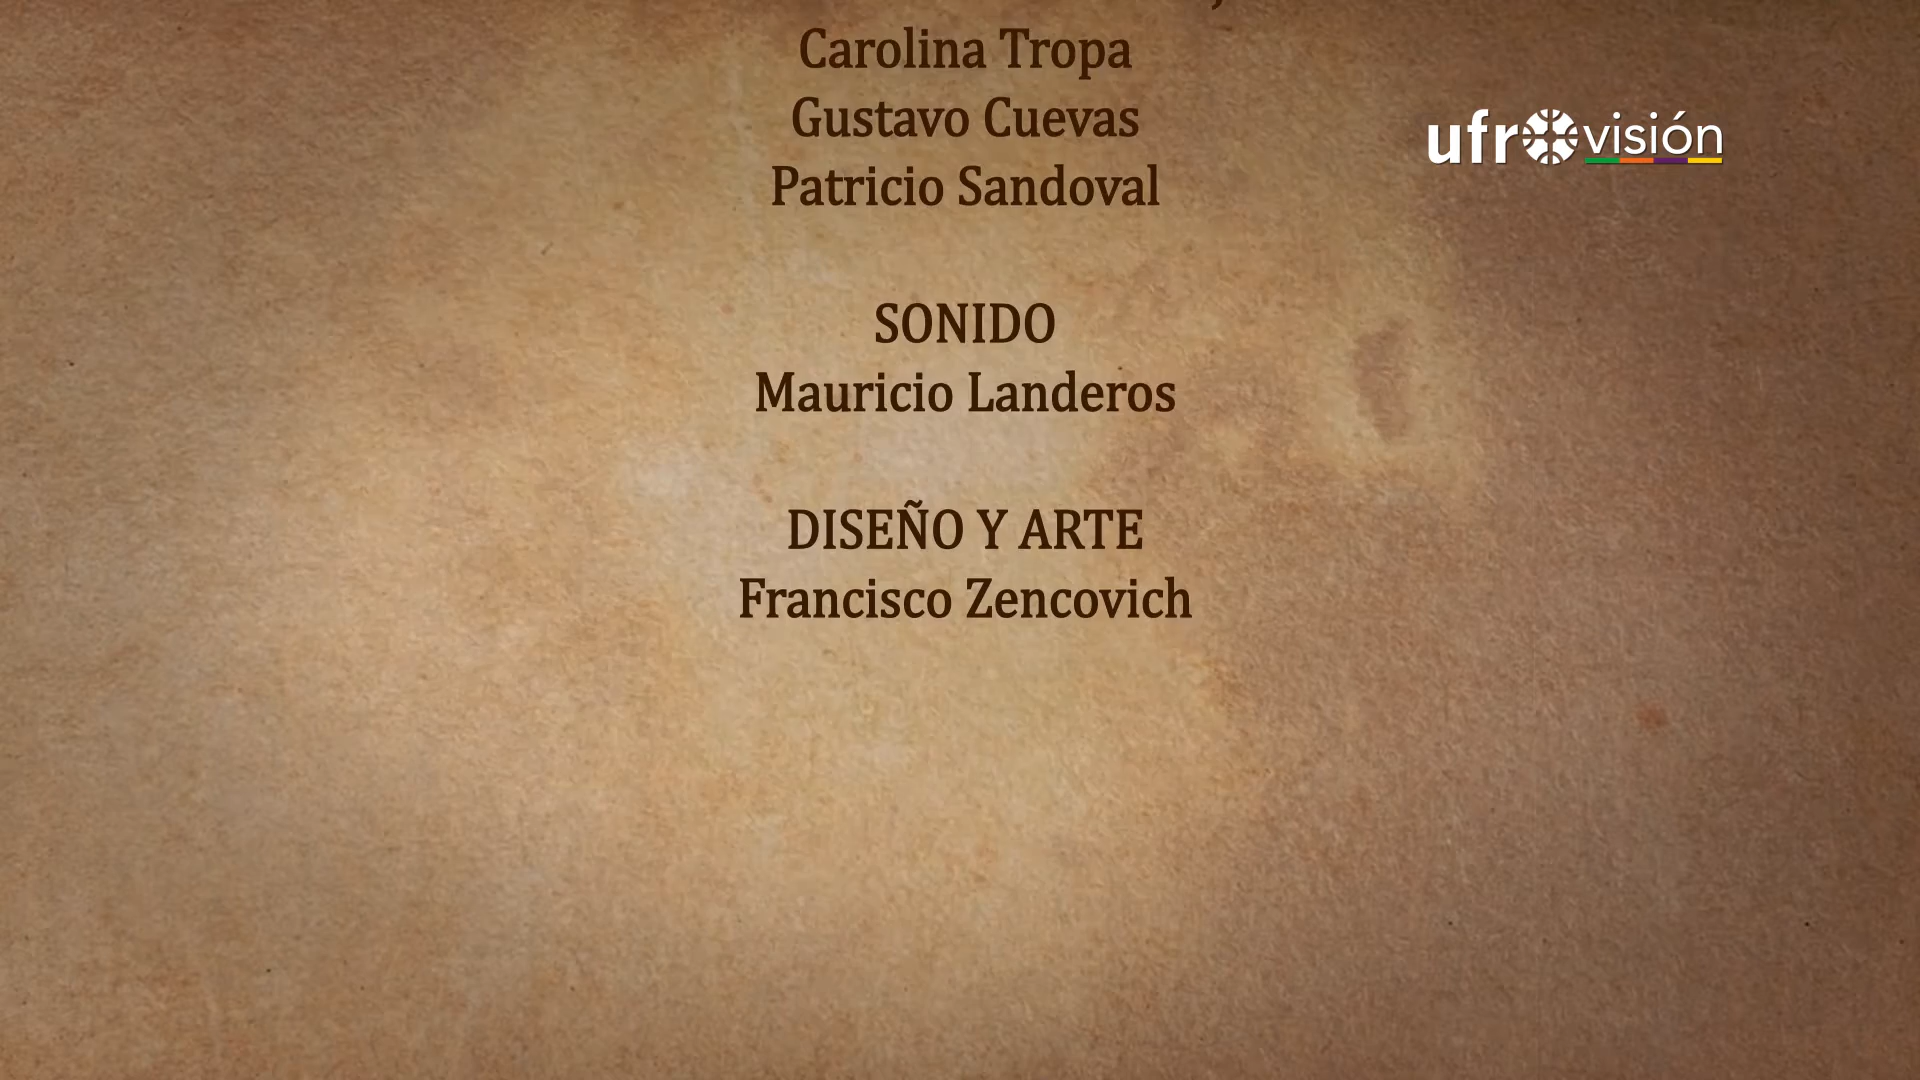 Carolina Tropa
Gustavo Cuevas
Patricio Sandoval
ufrovisión
SONIDO
Mauricio Landeros
DISEÑO Y ARTE
Francisco Zencovich